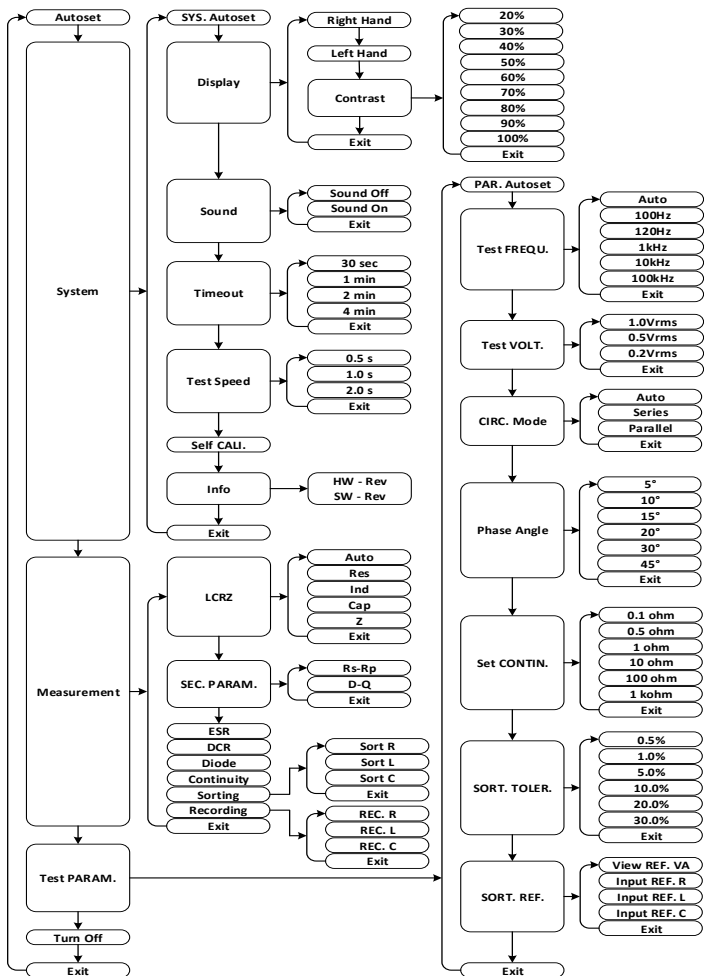 Autoset
System
Measurement
Test PARAM.
Turn Off
Exit
SYS. Autoset
Display
Sound
Timeout
Test Speed
Self CALI.
Info
Exit
Right Hand
Left Hand
Contrast
Exit
20%
30%
40%
50%
60%
70%
80%
90%
100%
Exit
Sound Off
Sound On
Exit
30 sec
1 min
2 min
4 min
Exit
0.5 s
1.0 s
2.0 s
Exit
HW - Rev
SW - Rev
LCRZ
SEC. PARAM.
ESR
DCR
Diode
Continuity
Sorting
Recording
Exit
Auto
Res
Ind
Cap
Z
Exit
Rs-Rp
D-Q
Exit
Sort R
Sort L
Sort C
Exit
REC. R
REC. L
REC. C
Exit
PAR. Autoset
Test FREQU.
Test VOLT.
CIRC. Mode
Phase Angle
Set CONTIN.
SORT. TOLER.
SORT. REF.
Exit
Auto
100Hz
120Hz
1kHz
10kHz
100kHz
Exit
1.0Vrms
0.5Vrms
0.2Vrms
Exit
Auto
Series
Parallel
Exit
5°
10°
15°
20°
30°
45°
Exit
0.1 ohm
0.5 ohm
1 ohm
10 ohm
100 ohm
1 kohm
Exit
0.5%
1.0%
5.0%
10.0%
20.0%
30.0%
Exit
View REF. VA
Input REF. R
Input REF. L
Input REF. C
Exit